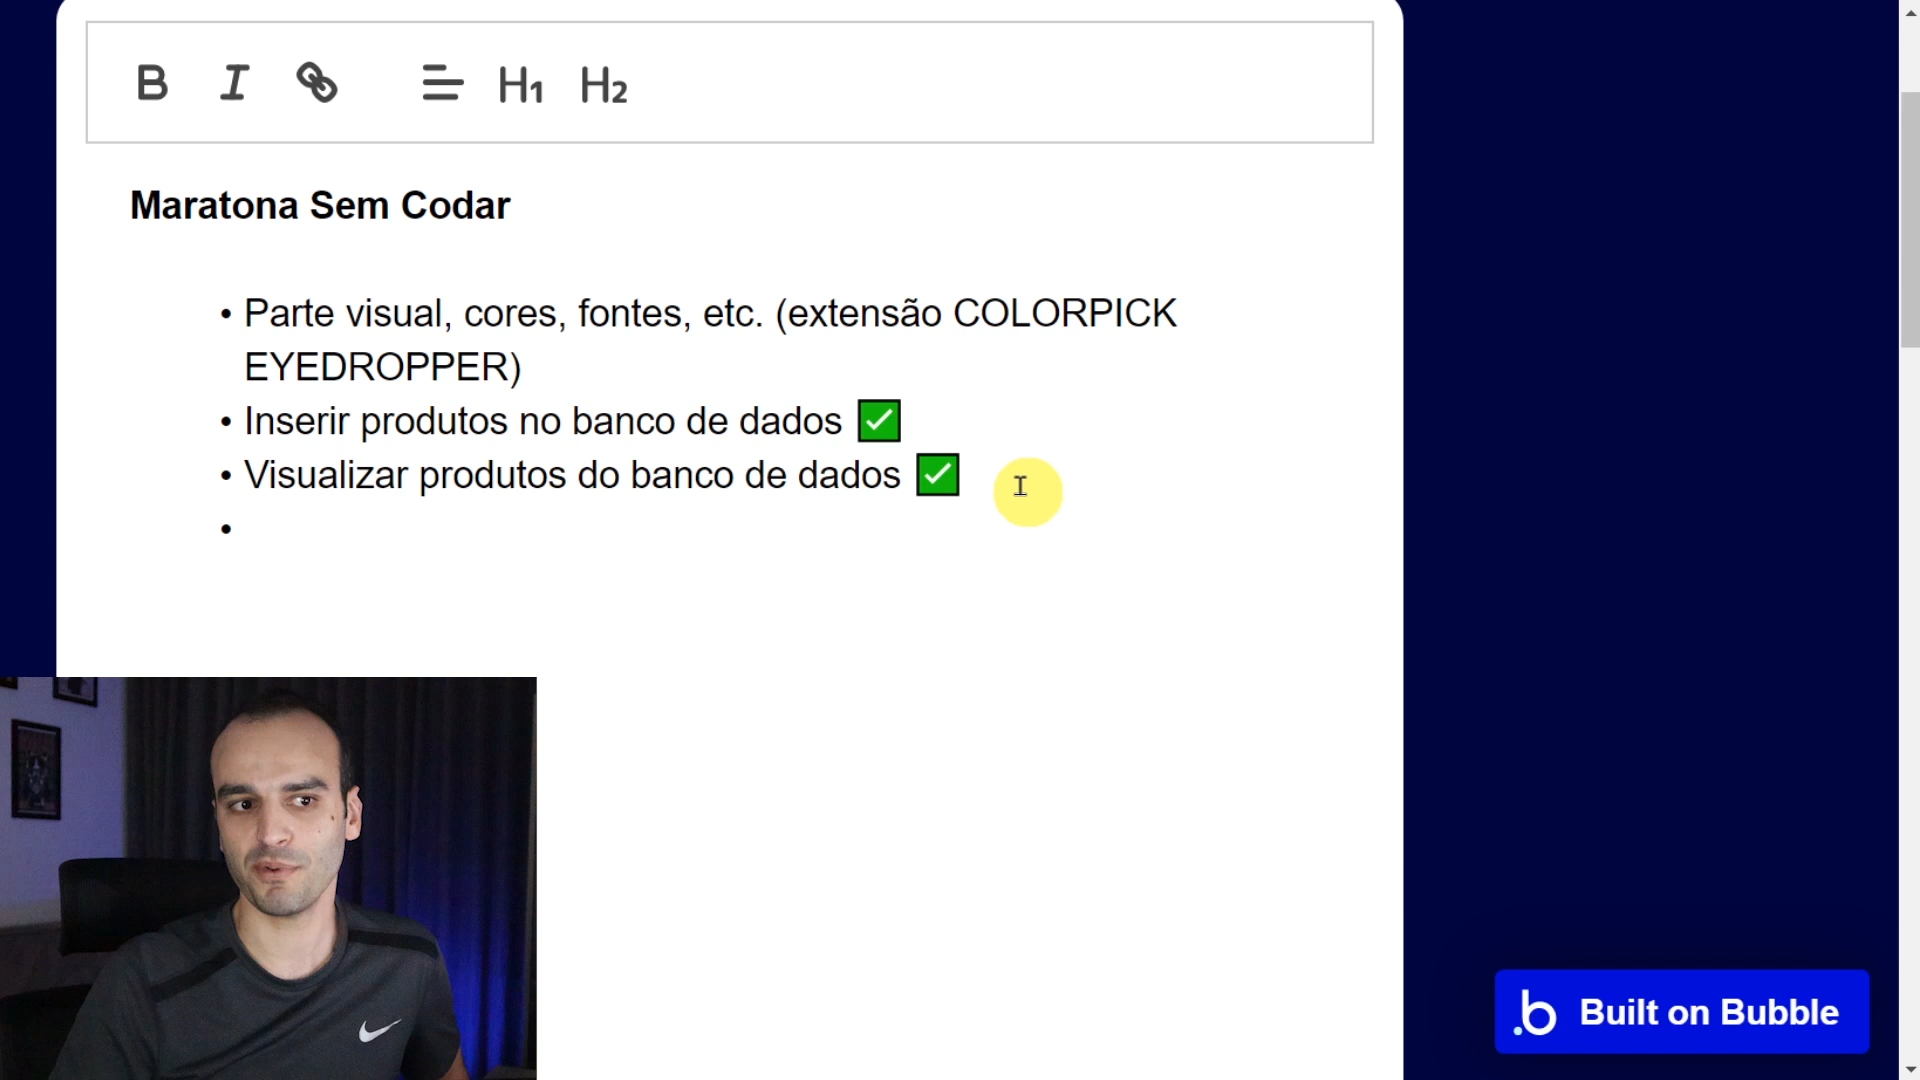 B I H1 H2
Maratona Sem Codar
• Parte visual, cores, fontes, etc. (extensão COLORPICK
EYEDROPPER)
• Inserir produtos no banco de dados ✅
• Visualizar produtos do banco de dados ✅
•
.b Built on Bubble